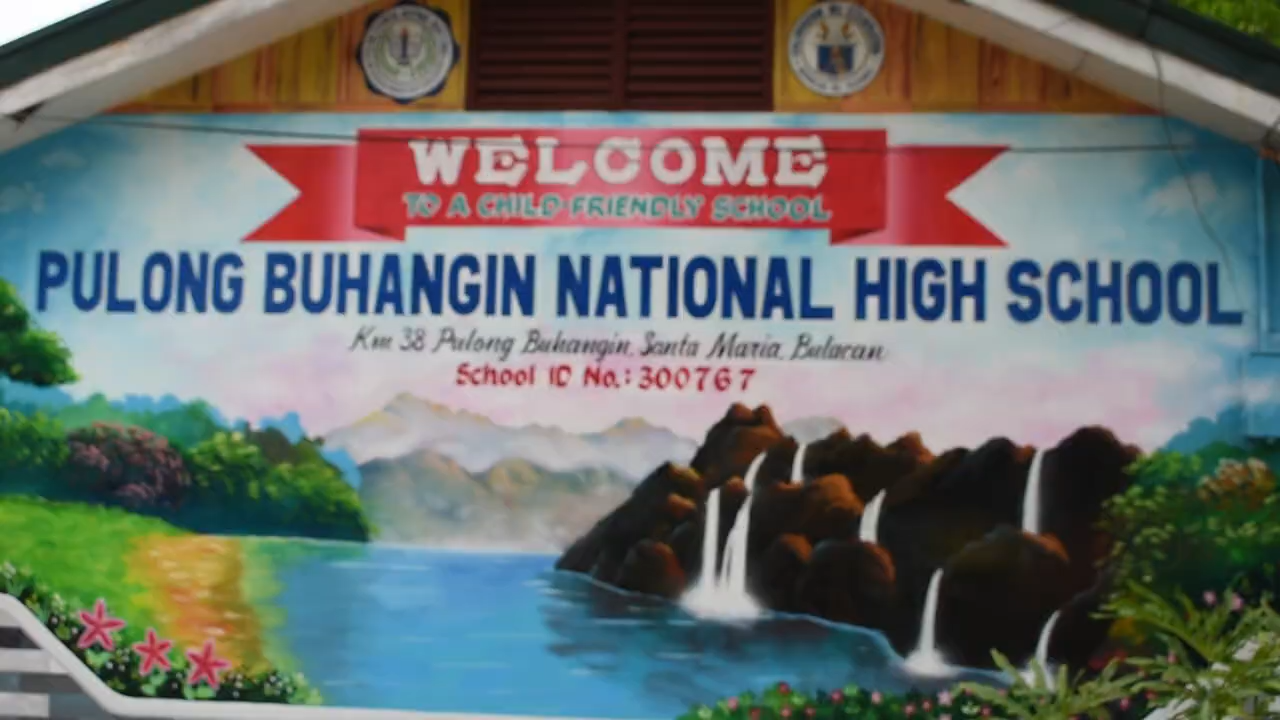 WELCOME
TO A CHILD-FRIENDLY SCHOOL
PULONG BUHANGIN NATIONAL HIGH SCHOOL
Km 38 Pulong Buhangin, Santa Maria, Bulacan
School ID No.: 300767